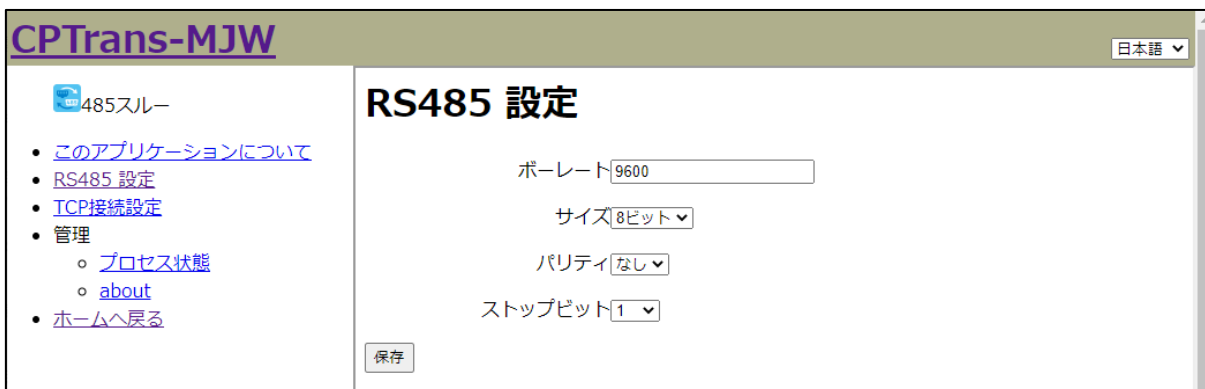 CPTrans-MJW
日本語
485スルー
このアプリケーションについて
RS485 設定
TCP接続設定
管理
プロセス状態
about
ホームへ戻る
RS485 設定
ボーレート 9600
サイズ 8ビット
パリティ なし
ストップビット 1
保存